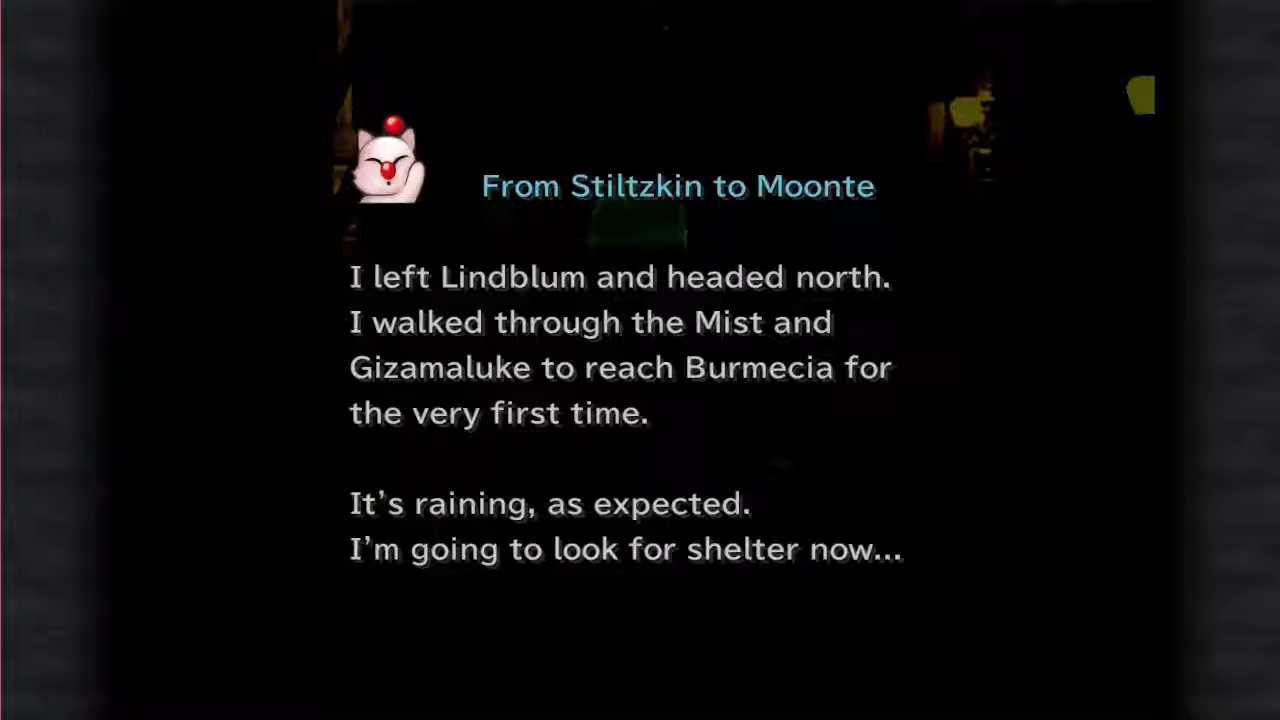 From Stiltzkin to Moonte
I left Lindblum and headed north.
I walked through the Mist and
Gizamaluke to reach Burmecia for
the very first time.
It’s raining, as expected.
I’m going to look for shelter now...